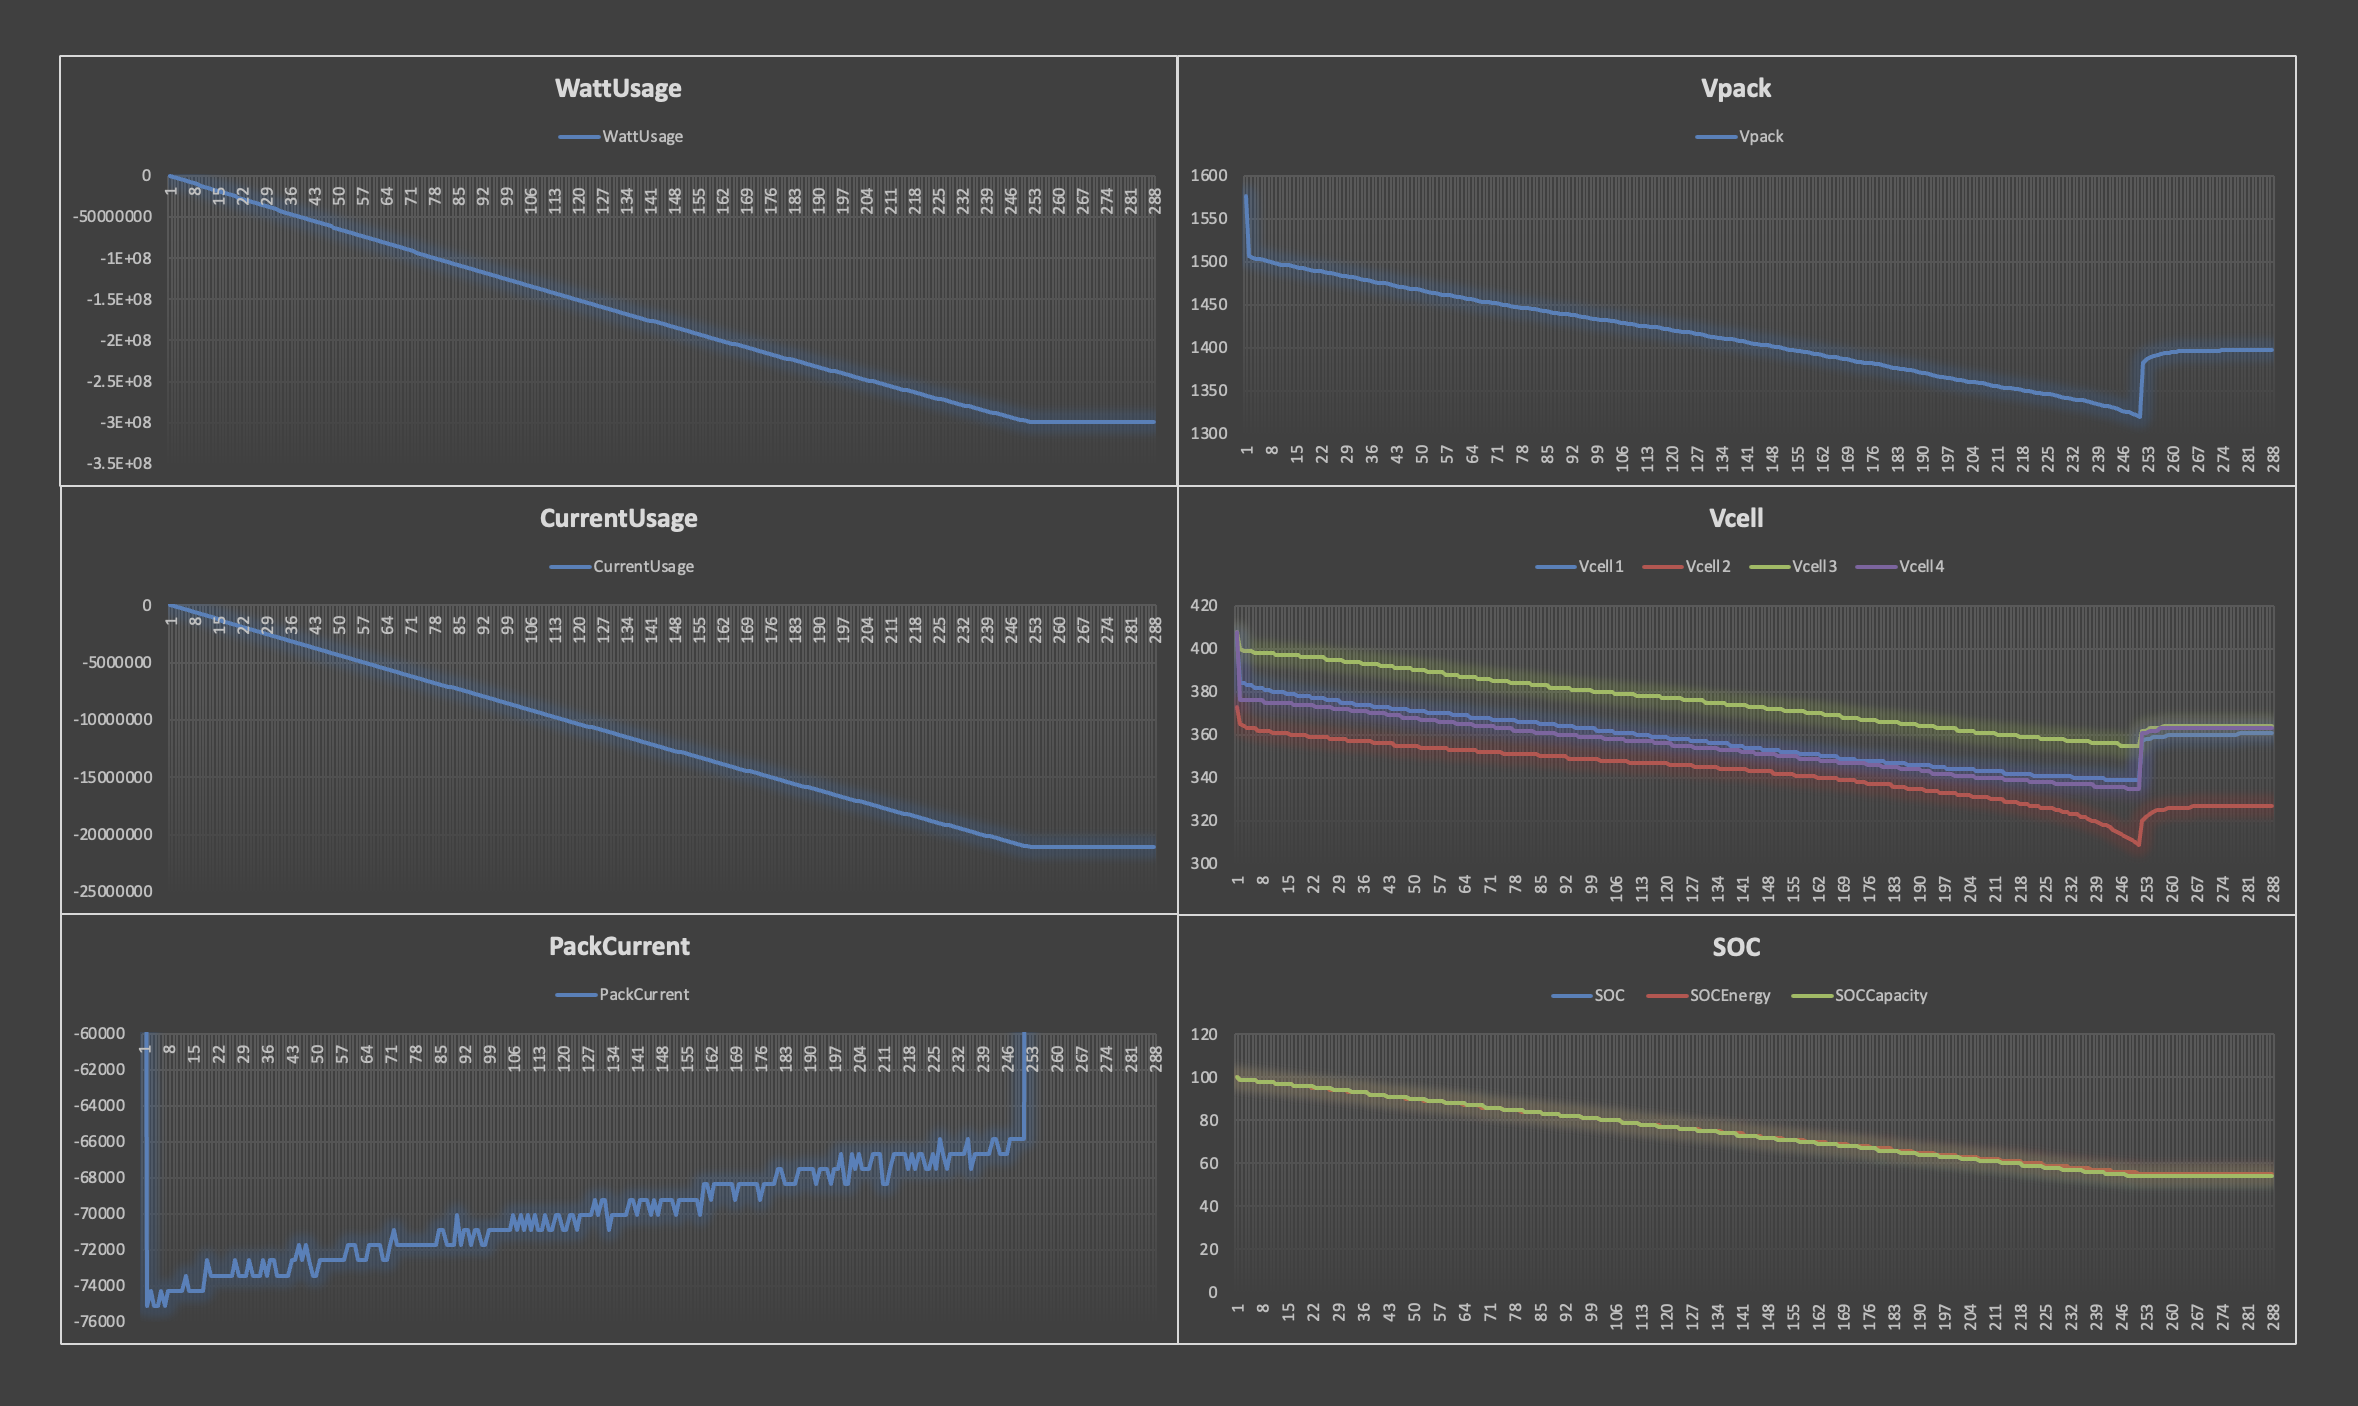 WattUsage
WattUsage
0
-50000000
-1E+08
-1.5E+08
-2E+08
-2.5E+08
-3E+08
-3.5E+08
1 8 15 22 29 36 43 50 57 64 71 78 85 92 99 106 113 120 127 134 141 148 155 162 169 176 183 190 197 204 211 218 225 232 239 246 253 260 267 274 281 288
Vpack
Vpack
1600
1550
1500
1450
1400
1350
1300
1 8 15 22 29 36 43 50 57 64 71 78 85 92 99 106 113 120 127 134 141 148 155 162 169 176 183 190 197 204 211 218 225 232 239 246 253 260 267 274 281 288
CurrentUsage
CurrentUsage
0
-5000000
-10000000
-15000000
-20000000
-25000000
1 8 15 22 29 36 43 50 57 64 71 78 85 92 99 106 113 120 127 134 141 148 155 162 169 176 183 190 197 204 211 218 225 232 239 246 253 260 267 274 281 288
Vcell
Vcell1 Vcell2 Vcell3 Vcell4
420
400
380
360
340
320
300
1 8 15 22 29 36 43 50 57 64 71 78 85 92 99 106 113 120 127 134 141 148 155 162 169 176 183 190 197 204 211 218 225 232 239 246 253 260 267 274 281 288
PackCurrent
PackCurrent
-60000
-62000
-64000
-66000
-68000
-70000
-72000
-74000
-76000
1 8 15 22 29 36 43 50 57 64 71 78 85 92 99 106 113 120 127 134 141 148 155 162 169 176 183 190 197 204 211 218 225 232 239 246 253 260 267 274 281 288
SOC
SOC SOCEnergy SOCCapacity
120
100
80
60
40
20
0
1 8 15 22 29 36 43 50 57 64 71 78 85 92 99 106 113 120 127 134 141 148 155 162 169 176 183 190 197 204 211 218 225 232 239 246 253 260 267 274 281 288